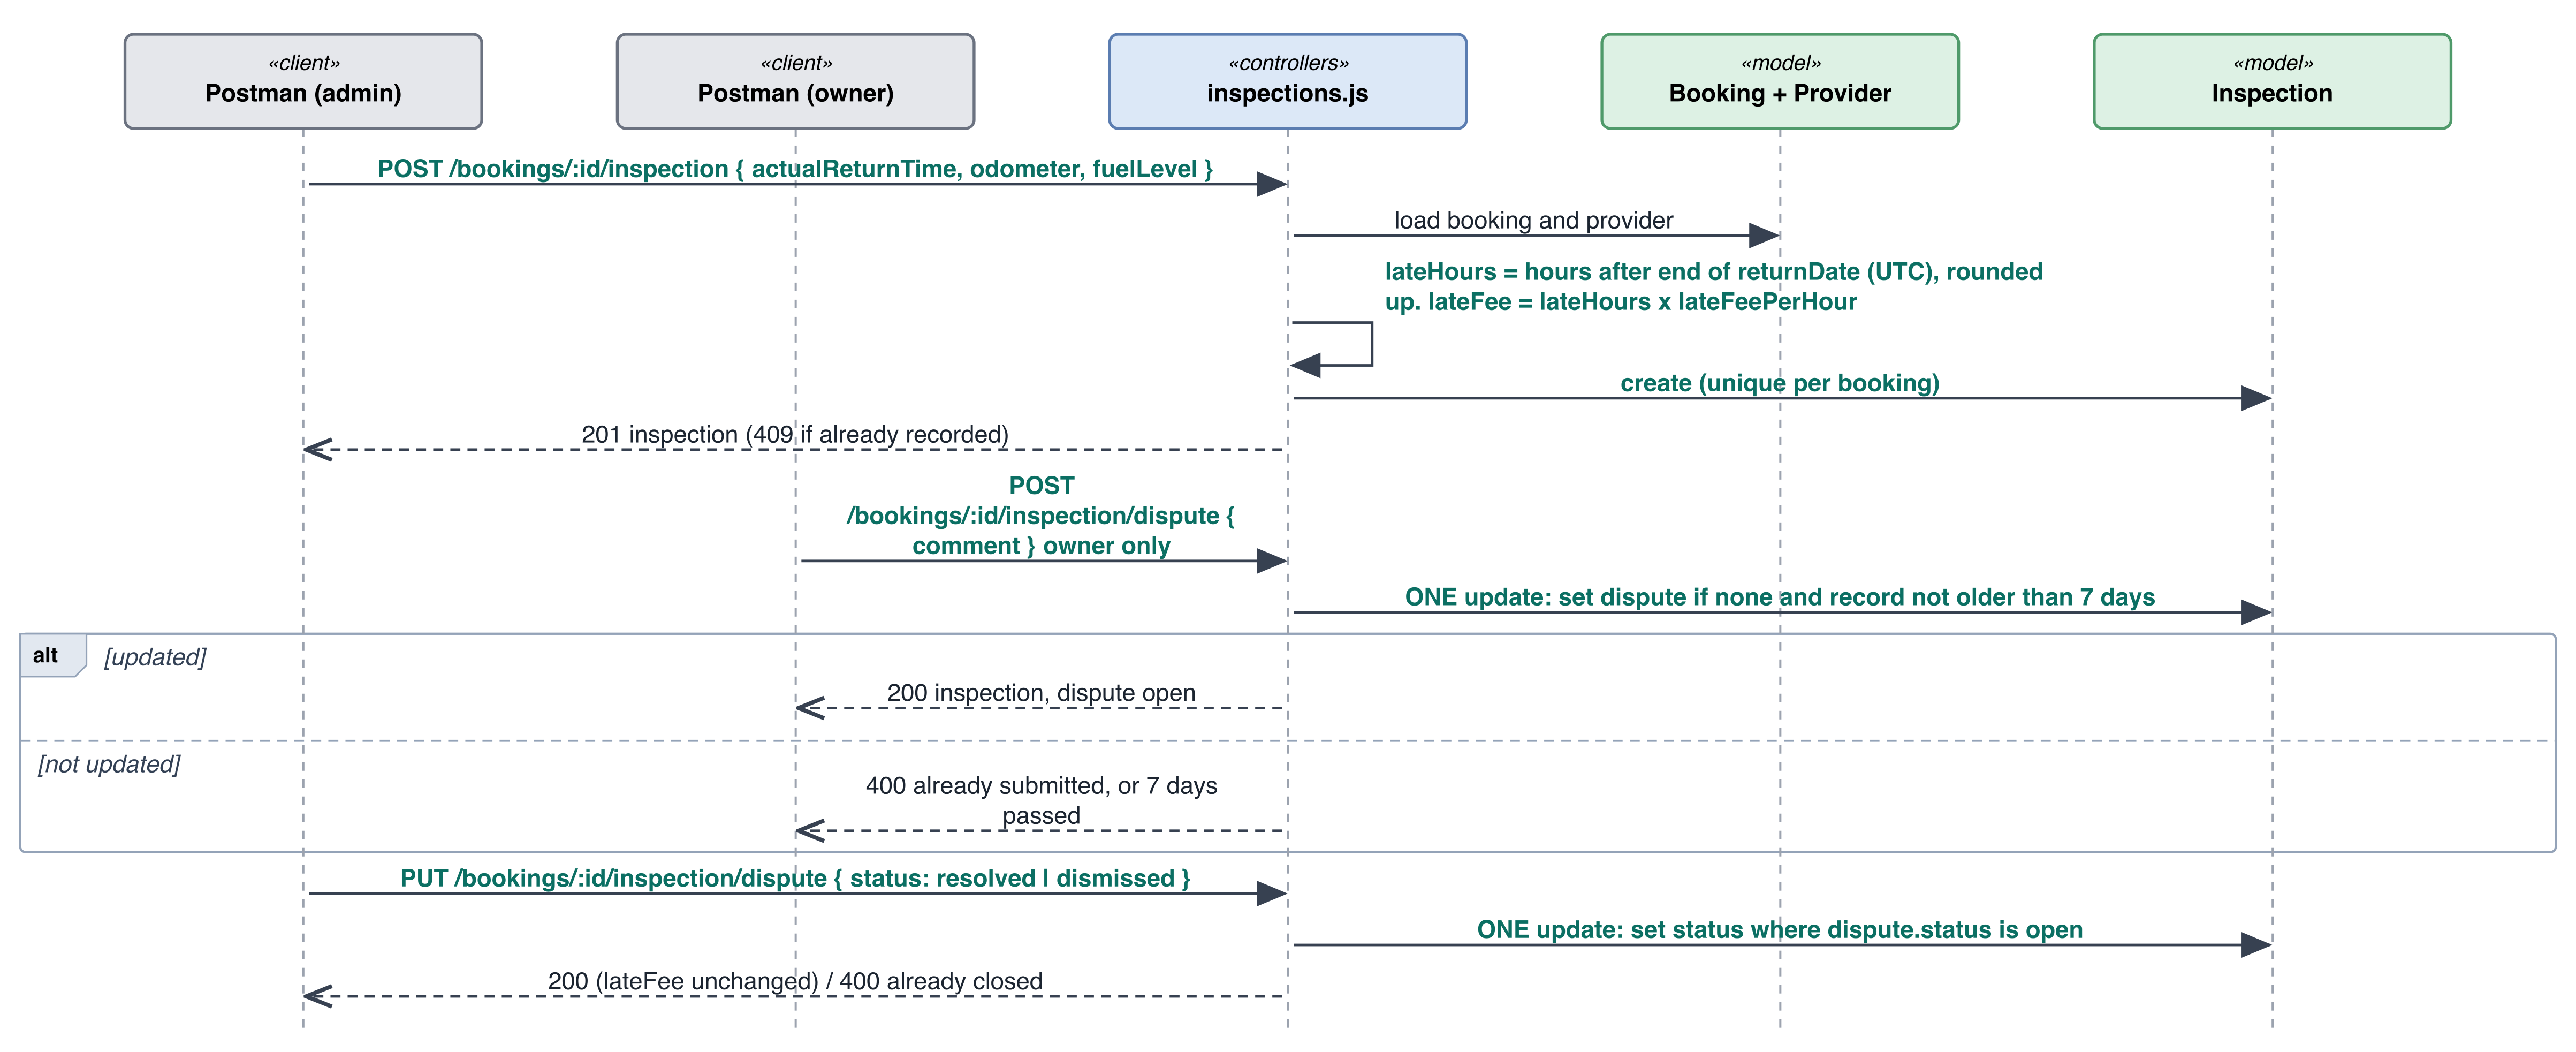 «client»
Postman (admin)
«client»
Postman (owner)
«controllers»
inspections.js
«model»
Booking + Provider
«model»
Inspection
POST /bookings/:id/inspection { actualReturnTime, odometer, fuelLevel }
load booking and provider
lateHours = hours after end of returnDate (UTC), rounded
up. lateFee = lateHours x lateFeePerHour
create (unique per booking)
201 inspection (409 if already recorded)
POST
/bookings/:id/inspection/dispute {
comment } owner only
ONE update: set dispute if none and record not older than 7 days
alt
[updated]
200 inspection, dispute open
[not updated]
400 already submitted, or 7 days
passed
PUT /bookings/:id/inspection/dispute { status: resolved | dismissed }
ONE update: set status where dispute.status is open
200 (lateFee unchanged) / 400 already closed